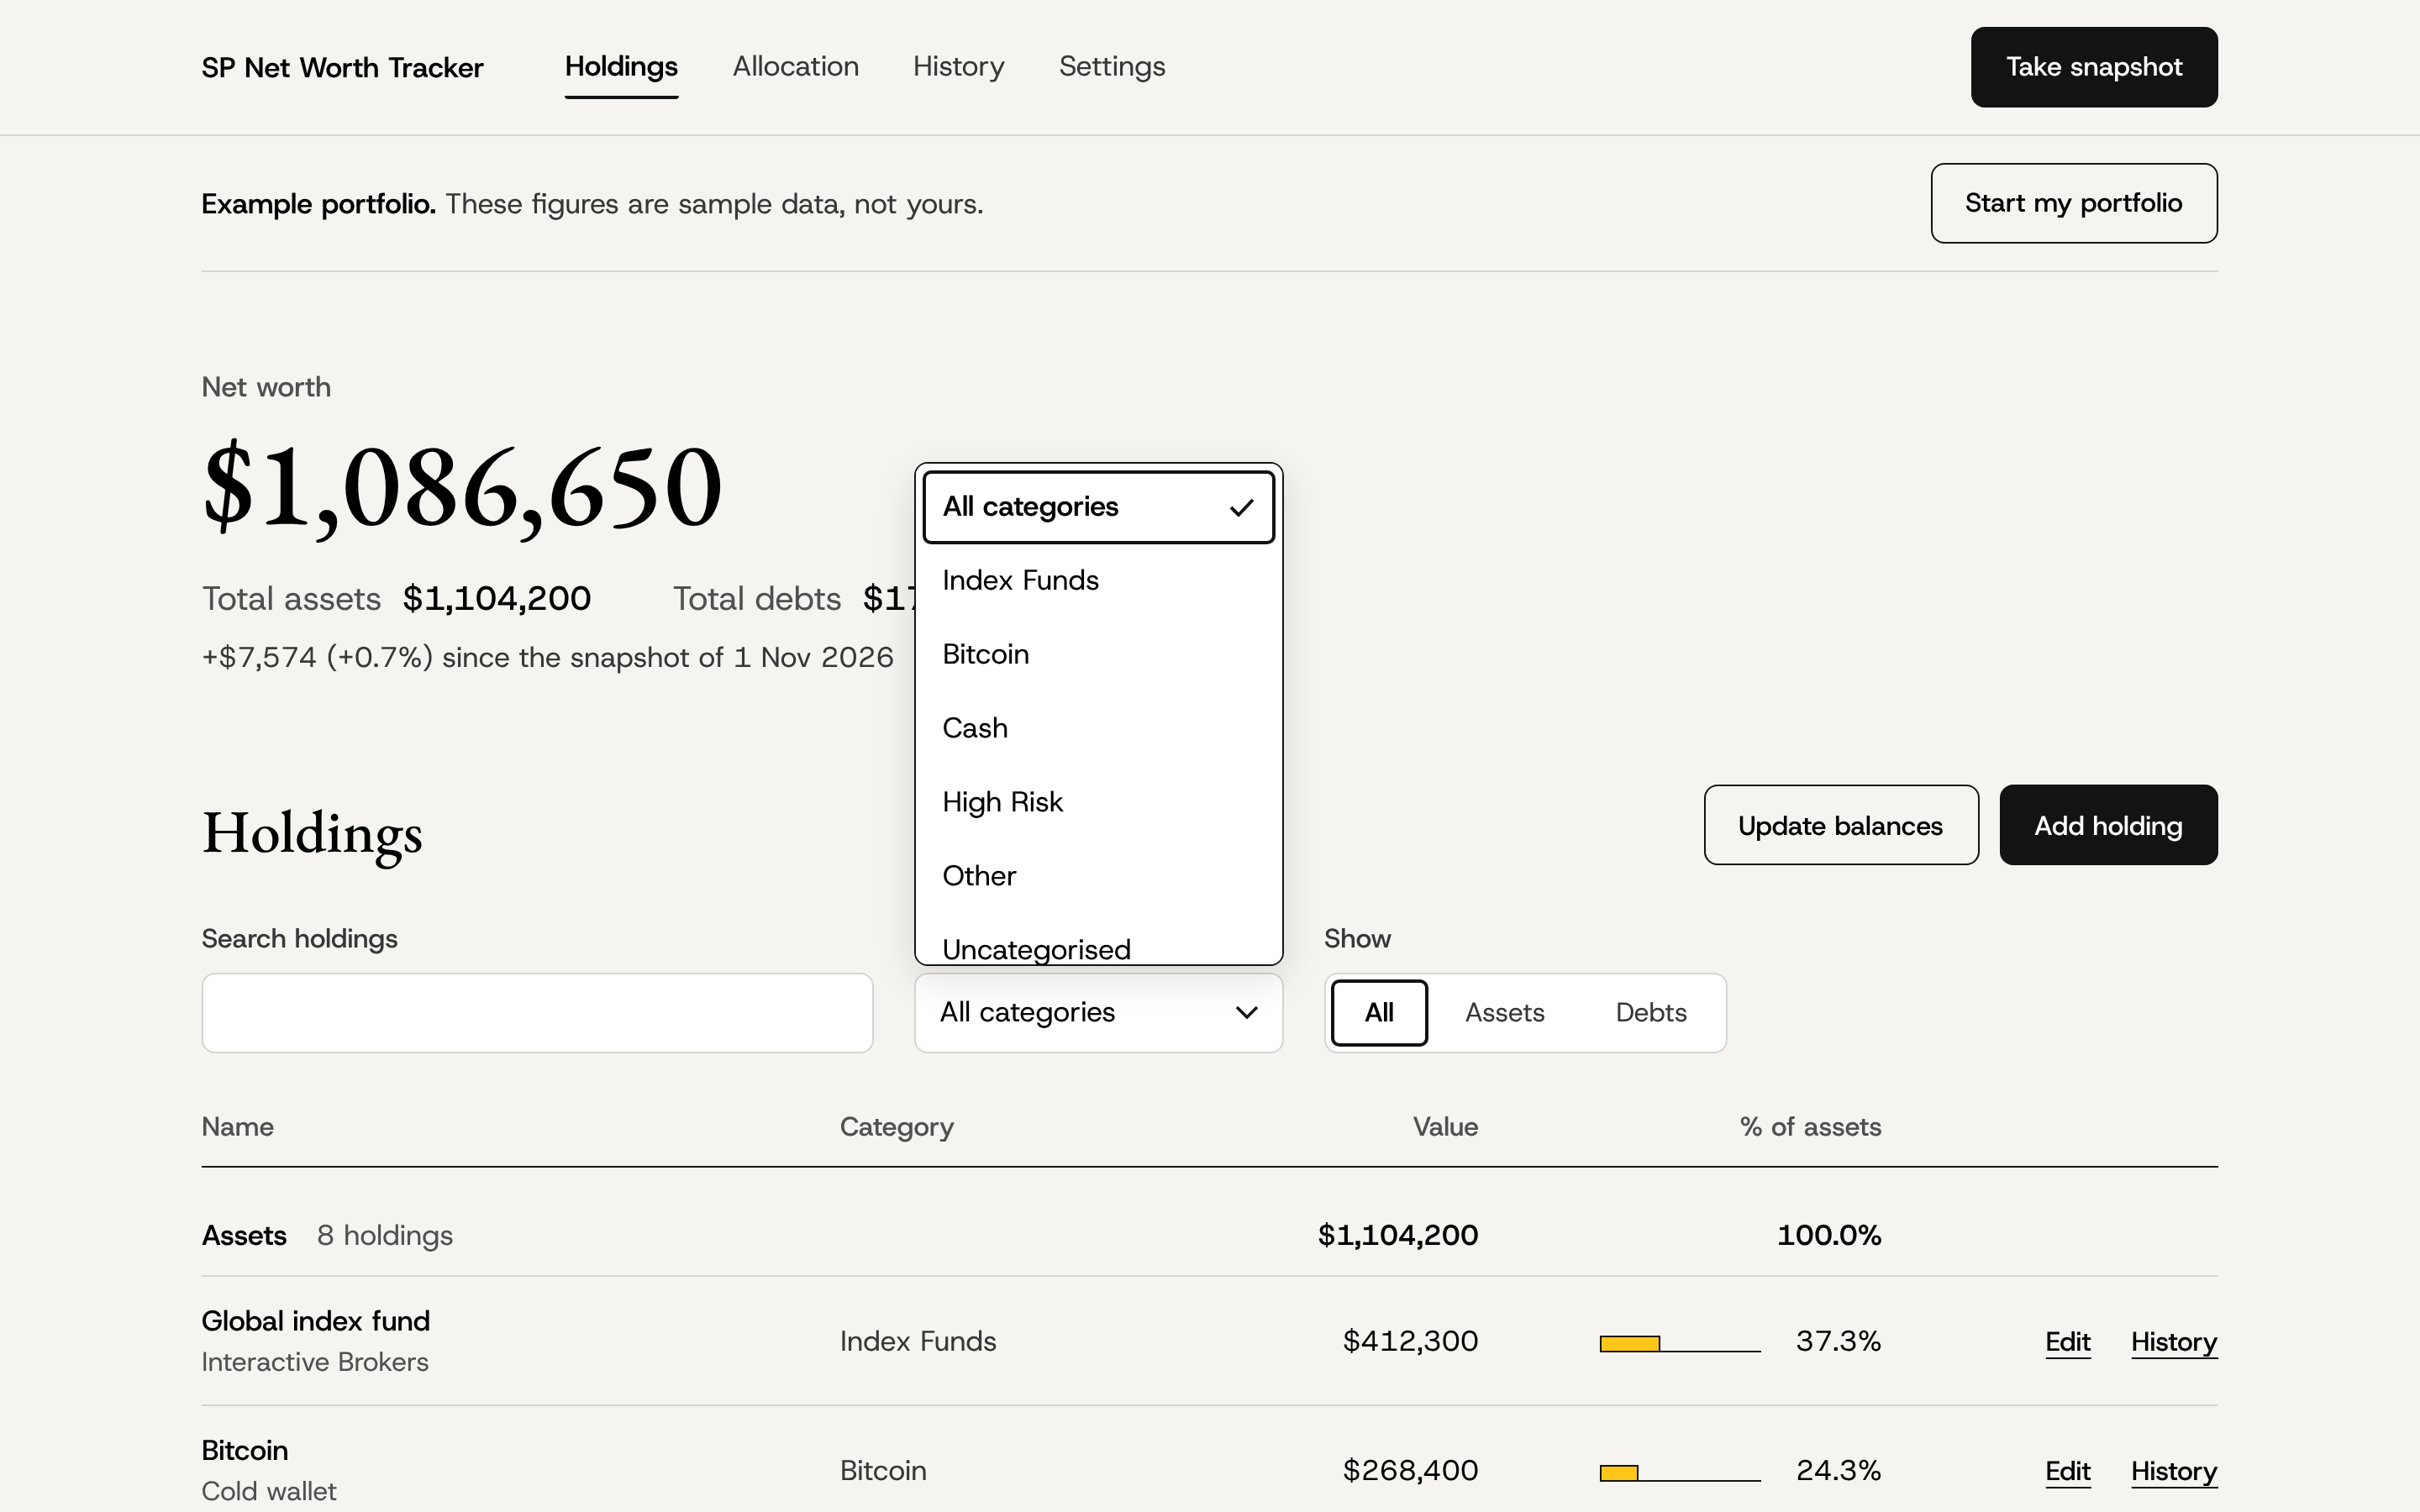 SP Net Worth Tracker Holdings Allocation History Settings Take snapshot
Example portfolio. These figures are sample data, not yours. Start my portfolio
Net worth
$1,086,650
Total assets $1,104,200 Total debts $17
+$7,574 (+0.7%) since the snapshot of 1 Nov 2026
All categories
Index Funds
Bitcoin
Cash
High Risk
Other
Uncategorised
Holdings Update balances Add holding
Search holdings Show
All categories All Assets Debts
Name Category Value % of assets
Assets 8 holdings $1,104,200 100.0%
Global index fund
Interactive Brokers
Index Funds $412,300 37.3% Edit History
Bitcoin
Cold wallet
Bitcoin $268,400 24.3% Edit History